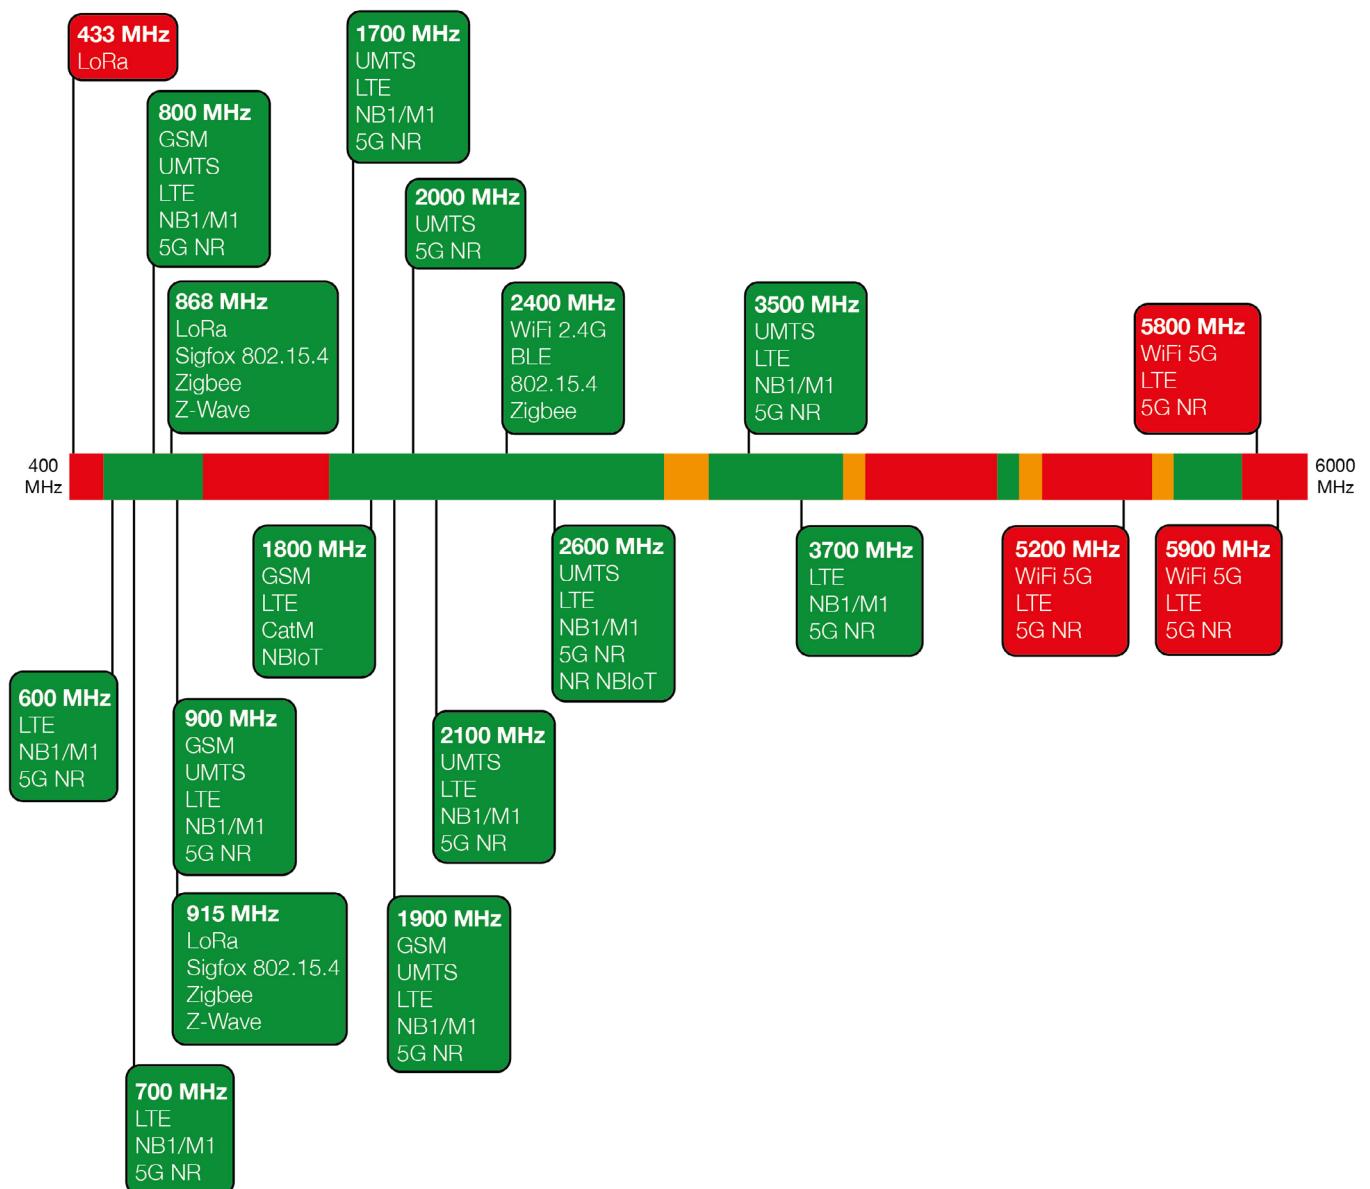 433 MHz
LoRa
1700 MHz
UMTS
LTE
NB1/M1
5G NR
800 MHz
GSM
UMTS
LTE
NB1/M1
5G NR
2000 MHz
UMTS
5G NR
868 MHz
LoRa
Sigfox 802.15.4
Zigbee
Z-Wave
2400 MHz
WiFi 2.4G
BLE
802.15.4
Zigbee
3500 MHz
UMTS
LTE
NB1/M1
5G NR
5800 MHz
WiFi 5G
LTE
5G NR
400
MHz
6000
MHz
1800 MHz
GSM
LTE
CatM
NBIoT
2600 MHz
UMTS
LTE
NB1/M1
5G NR
NR NBIoT
3700 MHz
LTE
NB1/M1
5G NR
5200 MHz
WiFi 5G
LTE
5G NR
5900 MHz
WiFi 5G
LTE
5G NR
600 MHz
LTE
NB1/M1
5G NR
900 MHz
GSM
UMTS
LTE
NB1/M1
5G NR
2100 MHz
UMTS
LTE
NB1/M1
5G NR
915 MHz
LoRa
Sigfox 802.15.4
Zigbee
Z-Wave
1900 MHz
GSM
UMTS
LTE
NB1/M1
5G NR
700 MHz
LTE
NB1/M1
5G NR